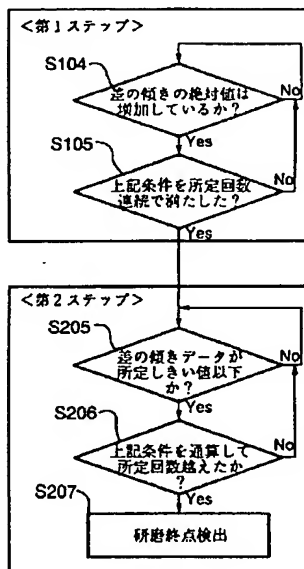 <第1ステップ>
S104
差の傾きの絶対値は
増加しているか?
No
Yes
S105
上記条件を所定回数
連続で満たした?
No
Yes
<第2ステップ>
S205
差の傾きデータが
所定しきい値以下
か?
No
Yes
S206
上記条件を通算して
所定回数越えたか
?
No
Yes
S207
研磨終点検出